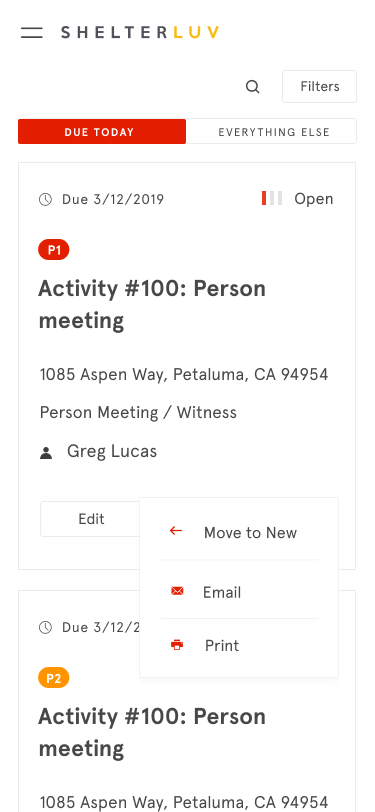 SHELTERLUV
Filters
DUE TODAY
EVERYTHING ELSE
Due 3/12/2019
Open
P1
Activity #100: Person
meeting
1085 Aspen Way, Petaluma, CA 94954
Person Meeting / Witness
Greg Lucas
Edit
Move to New
Email
Print
Due 3/12/2
P2
Activity #100: Person
meeting
1085 Aspen Way, Petaluma, CA 94954